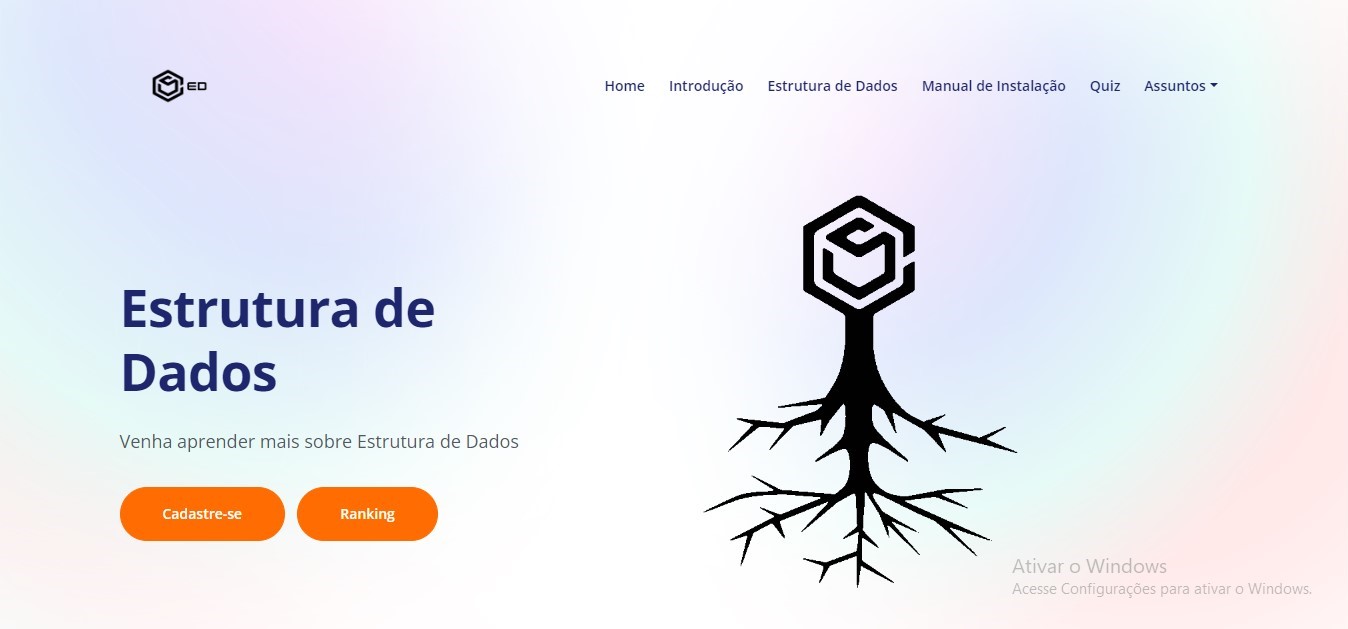 ED
Home Introdução Estrutura de Dados Manual de Instalação Quiz Assuntos
Estrutura de
Dados
Venha aprender mais sobre Estrutura de Dados
Cadastre-se Ranking
Ativar o Windows
Acesse Configurações para ativar o Windows.